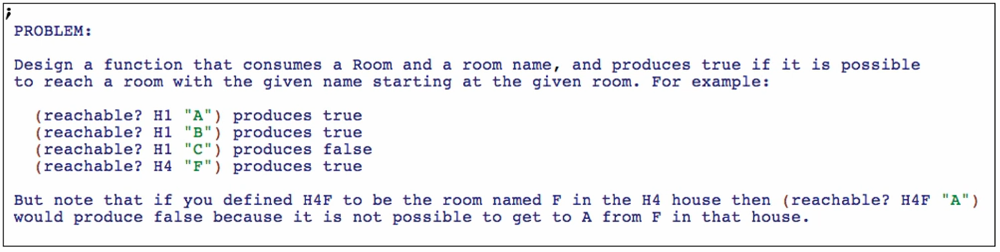 ;
PROBLEM:
Design a function that consumes a Room and a room name, and produces true if it is possible
to reach a room with the given name starting at the given room. For example:
(reachable? H1 "A") produces true
(reachable? H1 "B") produces true
(reachable? H1 "C") produces false
(reachable? H4 "F") produces true
But note that if you defined H4F to be the room named F in the H4 house then (reachable? H4F "A")
would produce false because it is not possible to get to A from F in that house.